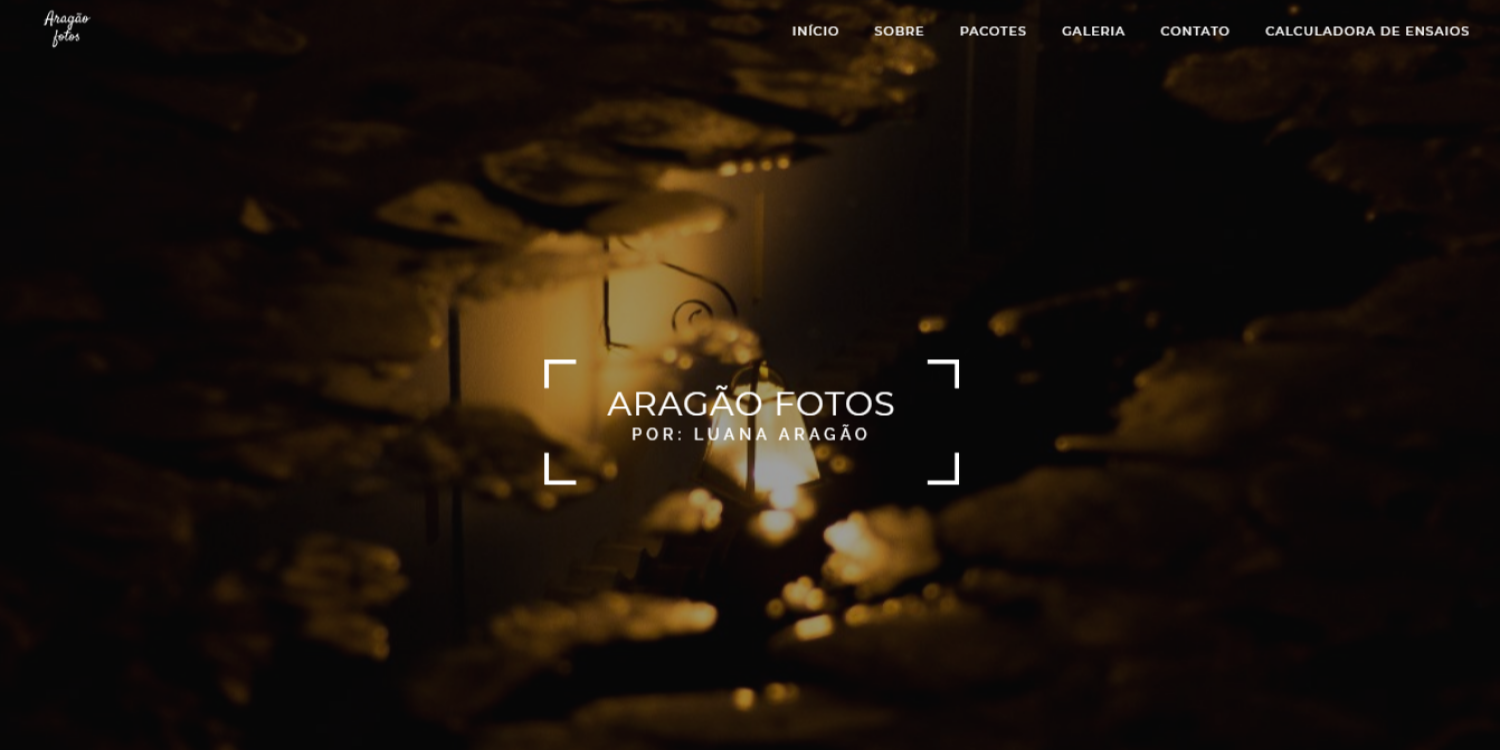 Aragão
fotos
INÍCIO SOBRE PACOTES GALERIA CONTATO CALCULADORA DE ENSAIOS
ARAGÃO FOTOS
POR: LUANA ARAGÃO